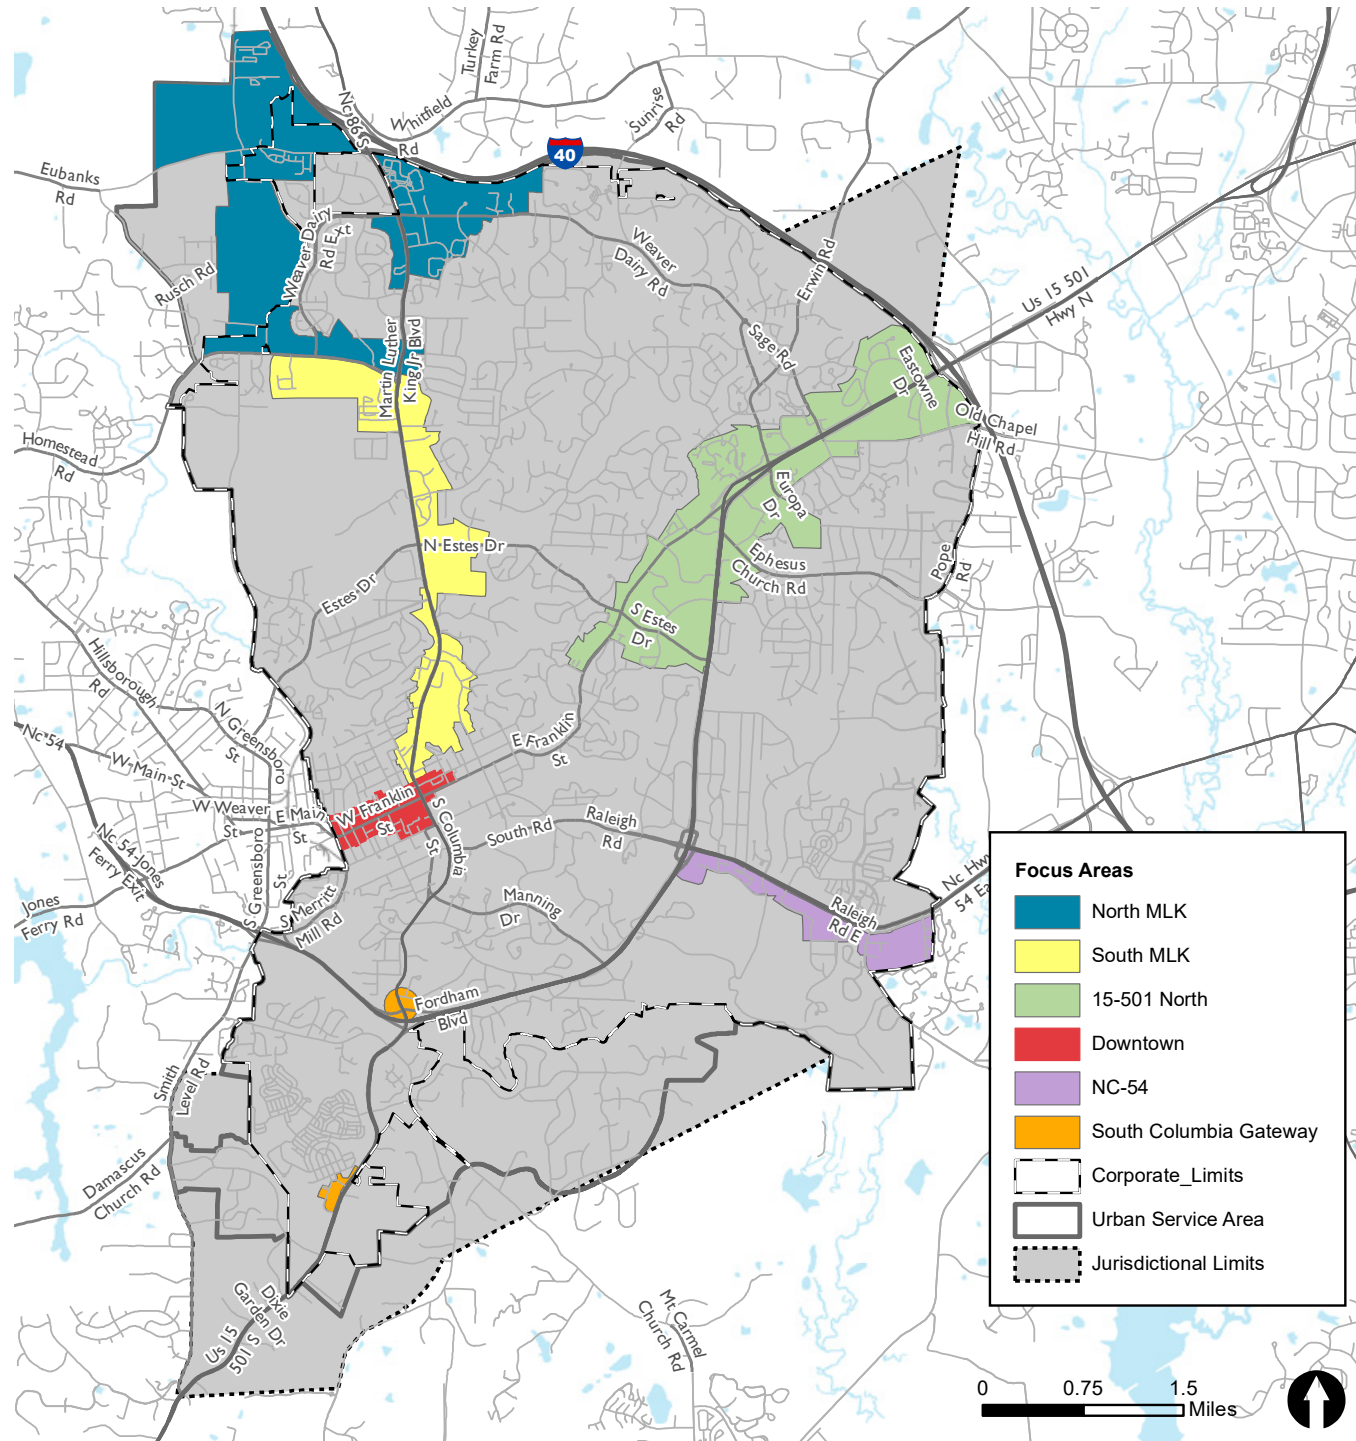 Turkey
Farm Rd
Nc 86 S
Whitfield
Rd
Sunrise
Rd
40
Eubanks
Rd
Weaver Dairy
Rd Ext
Weaver
Dairy Rd
Erwin Rd
Us 15 501
Hwy N
Rusch Rd
Martin Luther
King Jr Blvd
Sage Rd
Eastowne
Dr
Old Chapel
Hill Rd
Homestead
Rd
Europa
Dr
N Estes Dr
Ephesus
Church Rd
Pope
Rd
Estes Dr
S Estes
Dr
Hillsborough
Rd
N Greensboro
St
Nc 54
W Main St
E Franklin
St
W Weaver
St
E Main
St
W Franklin
St
S Columbia
St
South Rd
Raleigh
Rd
Nc 54-Jones
Ferry Exit
S Greensboro
St
Jones
Ferry Rd
S Merritt
Mill Rd
Manning
Dr
Raleigh
Rd E
Nc Hwy
54 Ea
Fordham
Blvd
Smith
Level Rd
Damascus
Church Rd
Dixie
Garden Dr
Us 15
501 S
Mt Carmel
Church Rd
Focus Areas
North MLK
South MLK
15-501 North
Downtown
NC-54
South Columbia Gateway
Corporate_Limits
Urban Service Area
Jurisdictional Limits
0 0.75 1.5
Miles